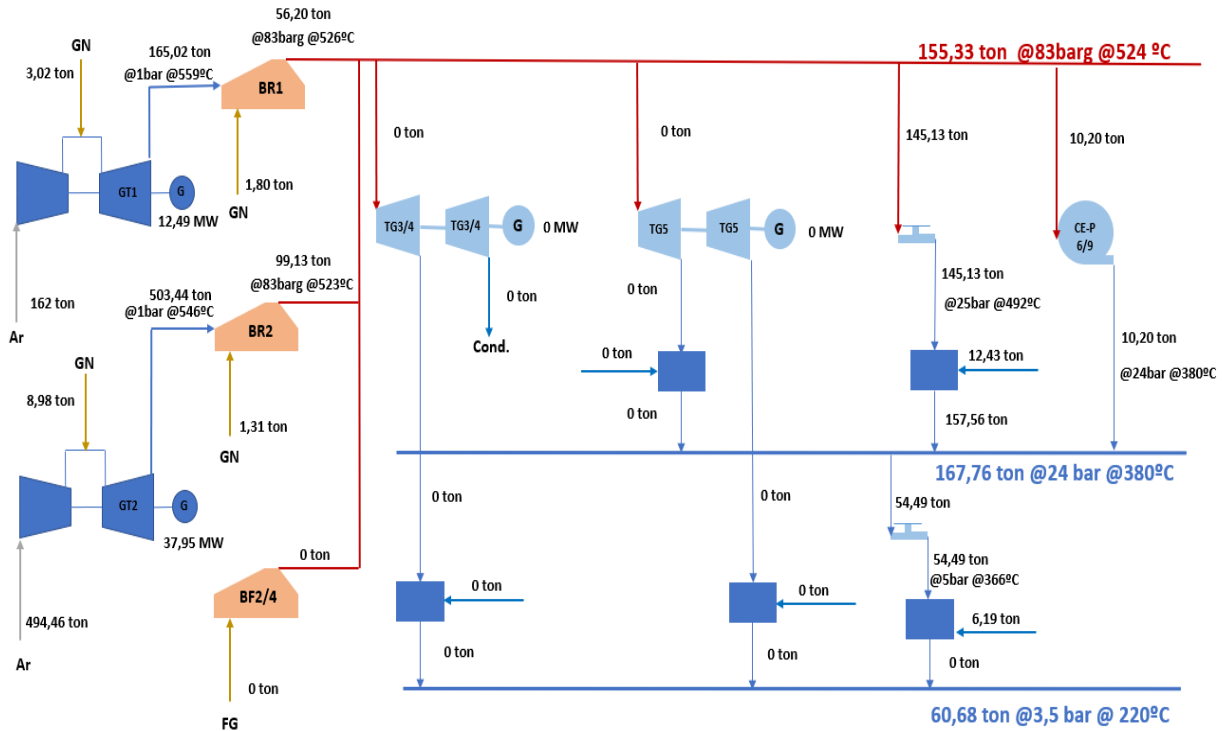 56,20 ton
@83barg @526ºC
GN
165,02 ton
@1bar @559ºC
3,02 ton
155,33 ton @83barg @524 ºC
BR1
0 ton
0 ton
145,13 ton
10,20 ton
GT1
G
1,80 ton
GN
12,49 MW
TG3/4
TG3/4
G
0 MW
TG5
TG5
G
0 MW
CE-P
6/9
99,13 ton
@83barg @523ºC
503,44 ton
@1bar @546ºC
162 ton
Ar
BR2
0 ton
0 ton
145,13 ton
@25bar @492ºC
Cond.
GN
0 ton
12,43 ton
10,20 ton
@24bar @380ºC
8,98 ton
1,31 ton
0 ton
157,56 ton
GN
167,76 ton @24 bar @380ºC
GT2
G
0 ton
0 ton
54,49 ton
37,95 MW
0 ton
54,49 ton
@5bar @366ºC
BF2/4
0 ton
0 ton
494,46 ton
6,19 ton
Ar
0 ton
0 ton
0 ton
0 ton
FG
60,68 ton @3,5 bar @ 220ºC